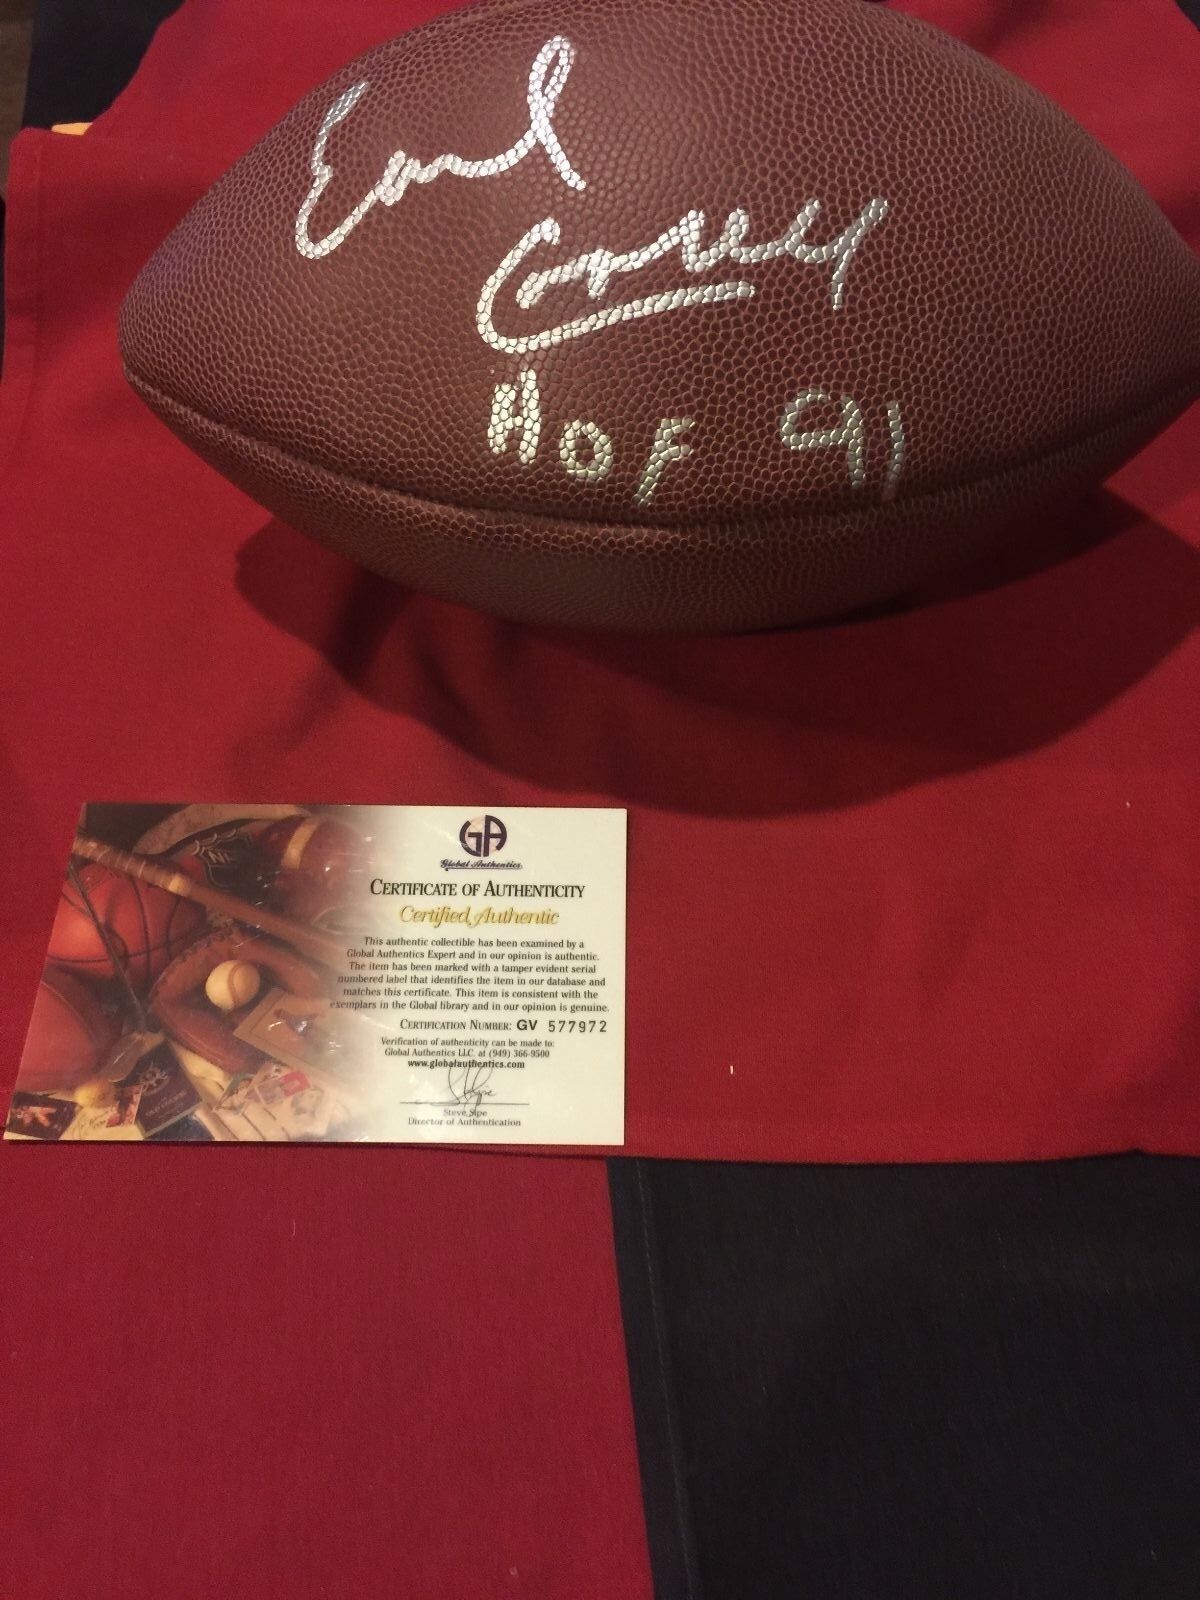 Earl
Campbell
HOF 91
GA
Global Authentics
CERTIFICATE OF AUTHENTICITY
Certified Authentic
This authentic collectible has been examined by a
Global Authentics Expert and in our opinion is authentic.
The item has been marked with a tamper evident serial
numbered label that identifies the item in our database and
matches this certificate. This item is consistent with the
exemplars in the Global library and in our opinion is genuine.
CERTIFICATION NUMBER: GV 577972
Verification of authenticity can be made to:
Global Authentics LLC. at (949) 366-9500
www.globalauthentics.com
Steve Sipe
Director of Authentication